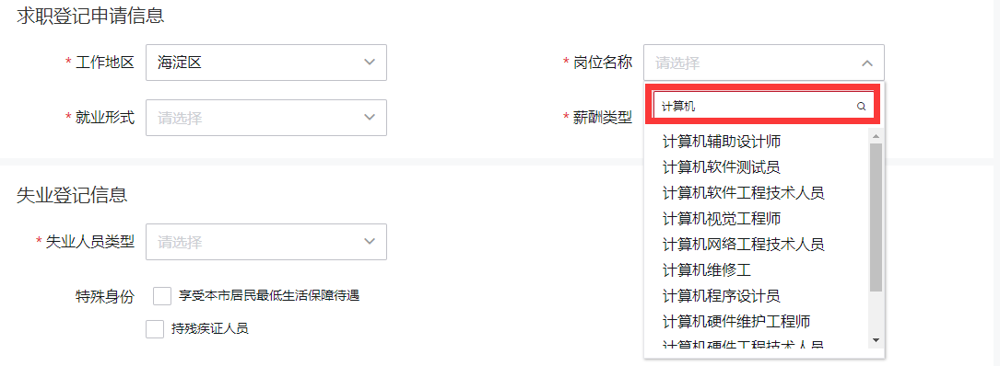 求职登记申请信息
* 工作地区 海淀区
* 岗位名称 请选择
计算机
* 就业形式 请选择
* 薪酬类型
计算机辅助设计师
计算机软件测试员
计算机软件工程技术人员
计算机视觉工程师
计算机网络工程技术人员
计算机维修工
计算机程序设计员
计算机硬件维护工程师
计算机硬件工程技术人员
失业登记信息
* 失业人员类型 请选择
特殊身份 享受本市居民最低生活保障待遇
持残疾证人员